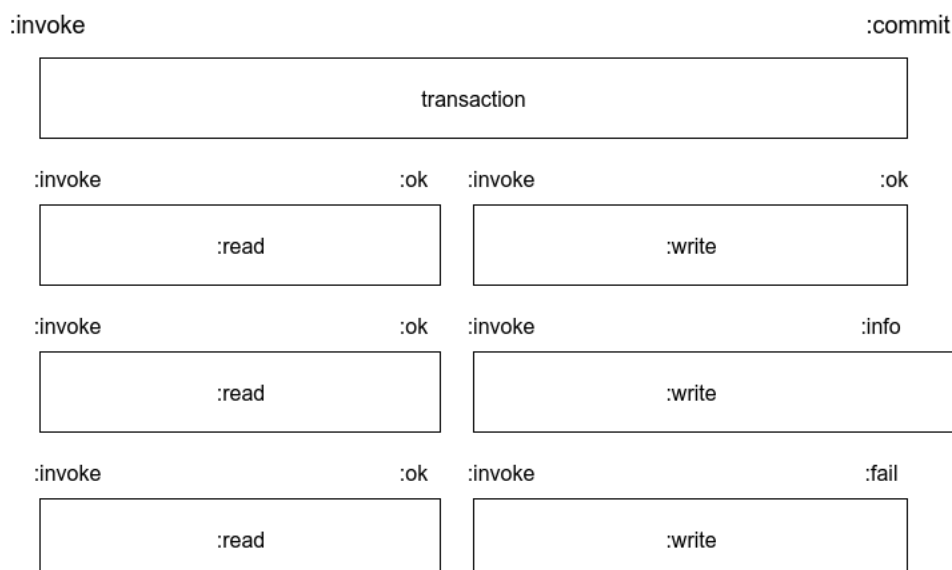 :invoke :commit
transaction
:invoke :ok :invoke :ok
:read :write
:invoke :ok :invoke :info
:read :write
:invoke :ok :invoke :fail
:read :write